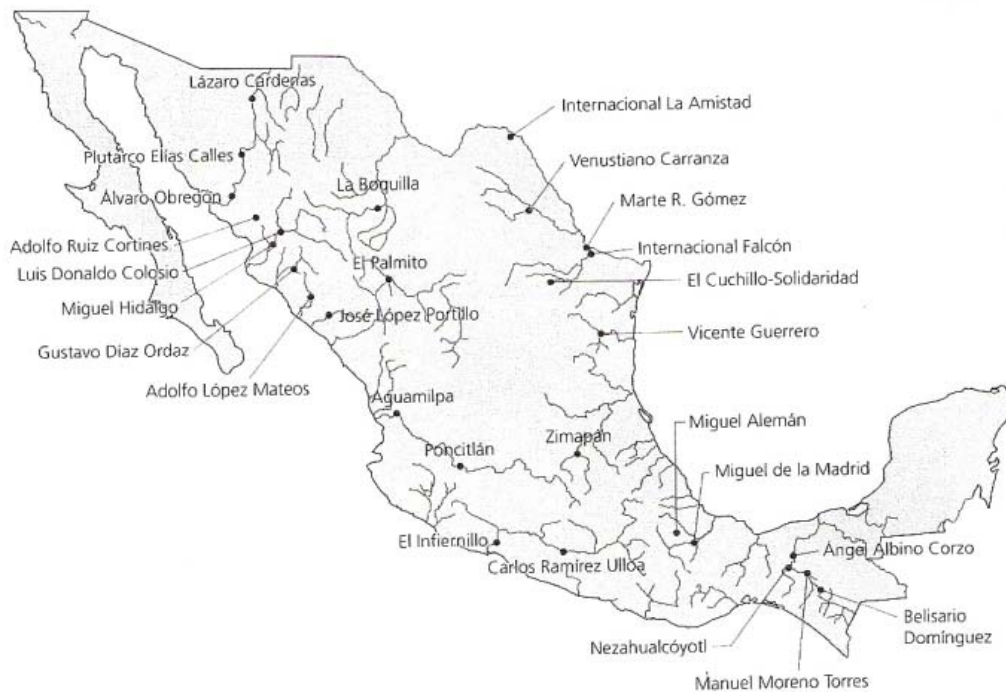 Lázaro Cárdenas
Internacional La Amistad
Plutarco Elías Calles
Venustiano Carranza
La Boquilla
Álvaro Obregón
Marte R. Gómez
Adolfo Ruiz Cortines
Internacional Falcón
Luis Donaldo Colosio
El Palmito
El Cuchillo-Solidaridad
Miguel Hidalgo
José López Portillo
Vicente Guerrero
Gustavo Díaz Ordaz
Adolfo López Mateos
Aguamilpa
Miguel Alemán
Zimapán
Poncitlán
Miguel de la Madrid
El Infiernillo
Ángel Albino Corzo
Carlos Ramírez Ulloa
Belisario
Domínguez
Nezahualcóyotl
Manuel Moreno Torres